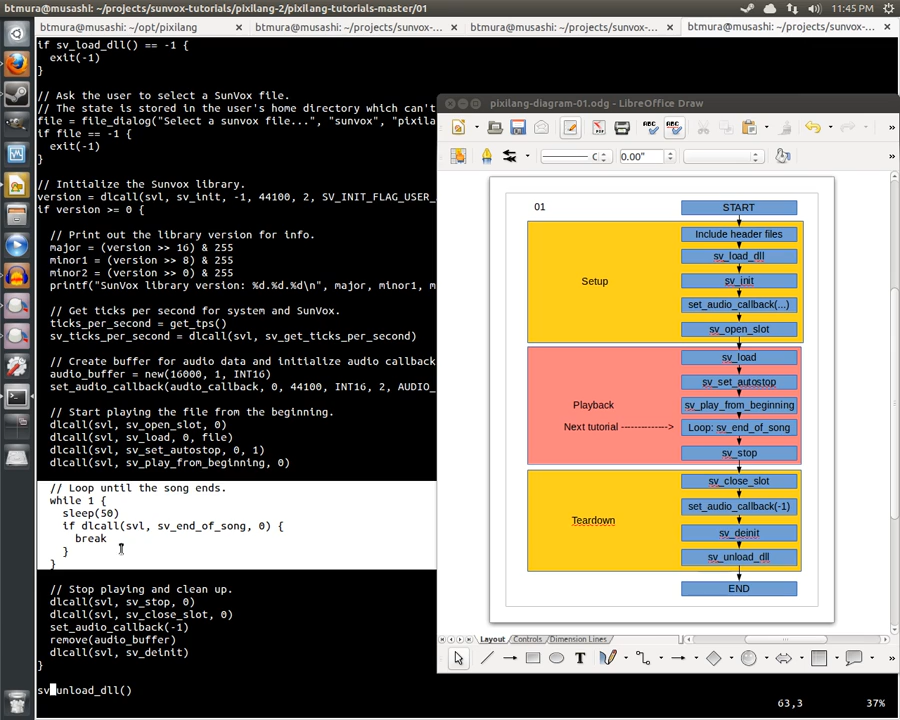 btmura@musashi: ~/projects/sunvox-tutorials/pixilang-2/pixilang-tutorials-master/01
11:45 PM
btmura@musashi: ~/opt/pixilang
btmura@musashi: ~/projects/sunvox-...
btmura@musashi: ~/projects/sunvox-...
btmura@musashi: ~/projects/sunvox-...
if sv_load_dll() == -1 {
exit(-1)
}
// Ask the user to select a SunVox file.
// The state is stored in the user's home directory which can't
file = file_dialog("Select a sunvox file...", "sunvox", "pixila
if file == -1 {
exit(-1)
}
// Initialize the Sunvox library.
version = dlcall(svl, sv_init, -1, 44100, 2, SV_INIT_FLAG_USER_
if version >= 0 {
// Print out the library version for info.
major = (version >> 16) & 255
minor1 = (version >> 8) & 255
minor2 = (version >> 0) & 255
printf("SunVox library version: %d.%d.%d\n", major, minor1, m
// Get ticks per second for system and SunVox.
ticks_per_second = get_tps()
sv_ticks_per_second = dlcall(svl, sv_get_ticks_per_second)
// Create buffer for audio data and initialize audio callback
audio_buffer = new(16000, 1, INT16)
set_audio_callback(audio_callback, 0, 44100, INT16, 2, AUDIO_
// Start playing the file from the beginning.
dlcall(svl, sv_open_slot, 0)
dlcall(svl, sv_load, 0, file)
dlcall(svl, sv_set_autostop, 0, 1)
dlcall(svl, sv_play_from_beginning, 0)
// Loop until the song ends.
while 1 {
sleep(50)
if dlcall(svl, sv_end_of_song, 0) {
break
}
}
// Stop playing and clean up.
dlcall(svl, sv_stop, 0)
dlcall(svl, sv_close_slot, 0)
set_audio_callback(-1)
remove(audio_buffer)
dlcall(svl, sv_deinit)
}
sv_unload_dll()
63,3
37%
pixilang-diagram-01.odg - LibreOffice Draw
0.00"
01
START
Setup
Include header files
sv_load_dll
sv_init
set_audio_callback(...)
sv_open_slot
Playback
Next tutorial ------------->
sv_load
sv_set_autostop
sv_play_from_beginning
Loop: sv_end_of_song
sv_stop
Teardown
sv_close_slot
set_audio_callback(-1)
sv_deinit
sv_unload_dll
END
Layout
Controls
Dimension Lines